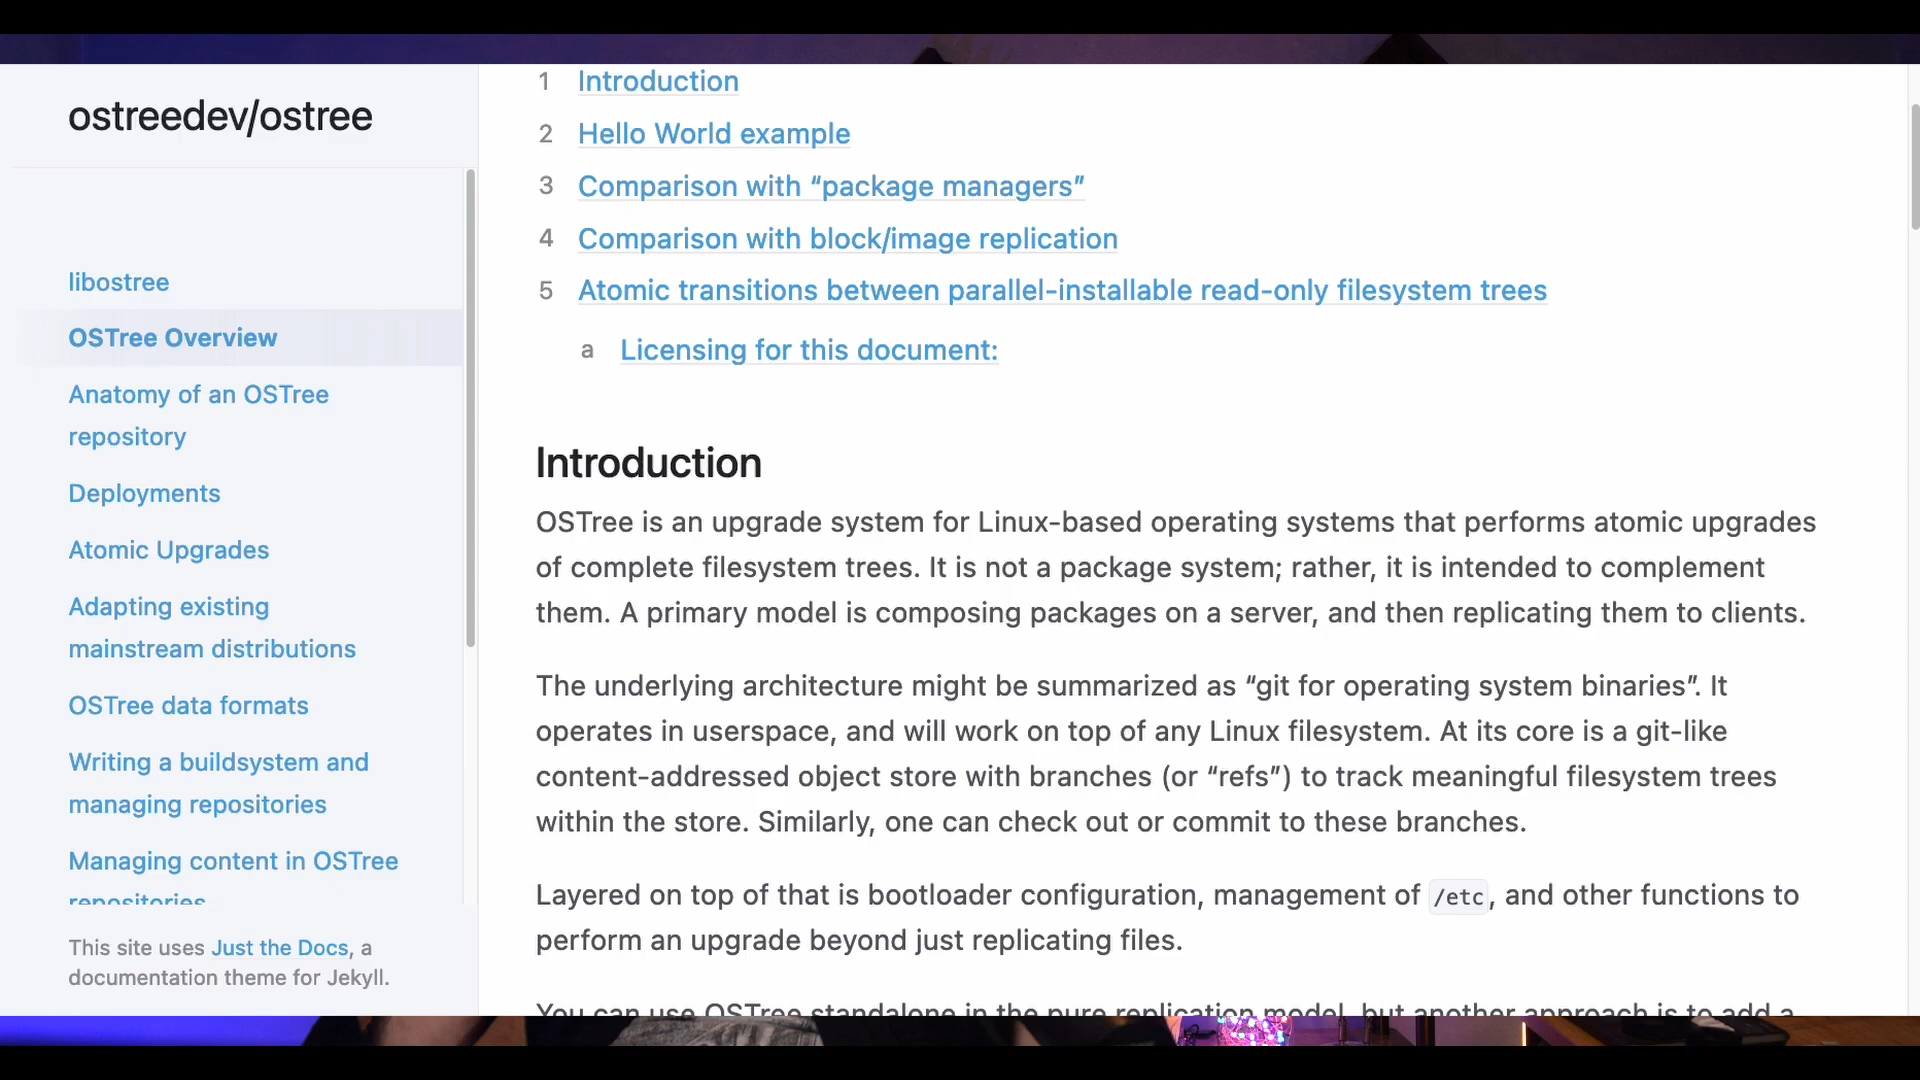 ostreedev/ostree
libostree
OSTree Overview
Anatomy of an OSTree
repository
Deployments
Atomic Upgrades
Adapting existing
mainstream distributions
OSTree data formats
Writing a buildsystem and
managing repositories
Managing content in OSTree
repositories
This site uses Just the Docs, a
documentation theme for Jekyll.
1 Introduction
2 Hello World example
3 Comparison with “package managers”
4 Comparison with block/image replication
5 Atomic transitions between parallel-installable read-only filesystem trees
a Licensing for this document:
Introduction
OSTree is an upgrade system for Linux-based operating systems that performs atomic upgrades
of complete filesystem trees. It is not a package system; rather, it is intended to complement
them. A primary model is composing packages on a server, and then replicating them to clients.
The underlying architecture might be summarized as “git for operating system binaries”. It
operates in userspace, and will work on top of any Linux filesystem. At its core is a git-like
content-addressed object store with branches (or “refs”) to track meaningful filesystem trees
within the store. Similarly, one can check out or commit to these branches.
Layered on top of that is bootloader configuration, management of /etc, and other functions to
perform an upgrade beyond just replicating files.
You can use OSTree standalone in the pure replication model, but another approach is to add a